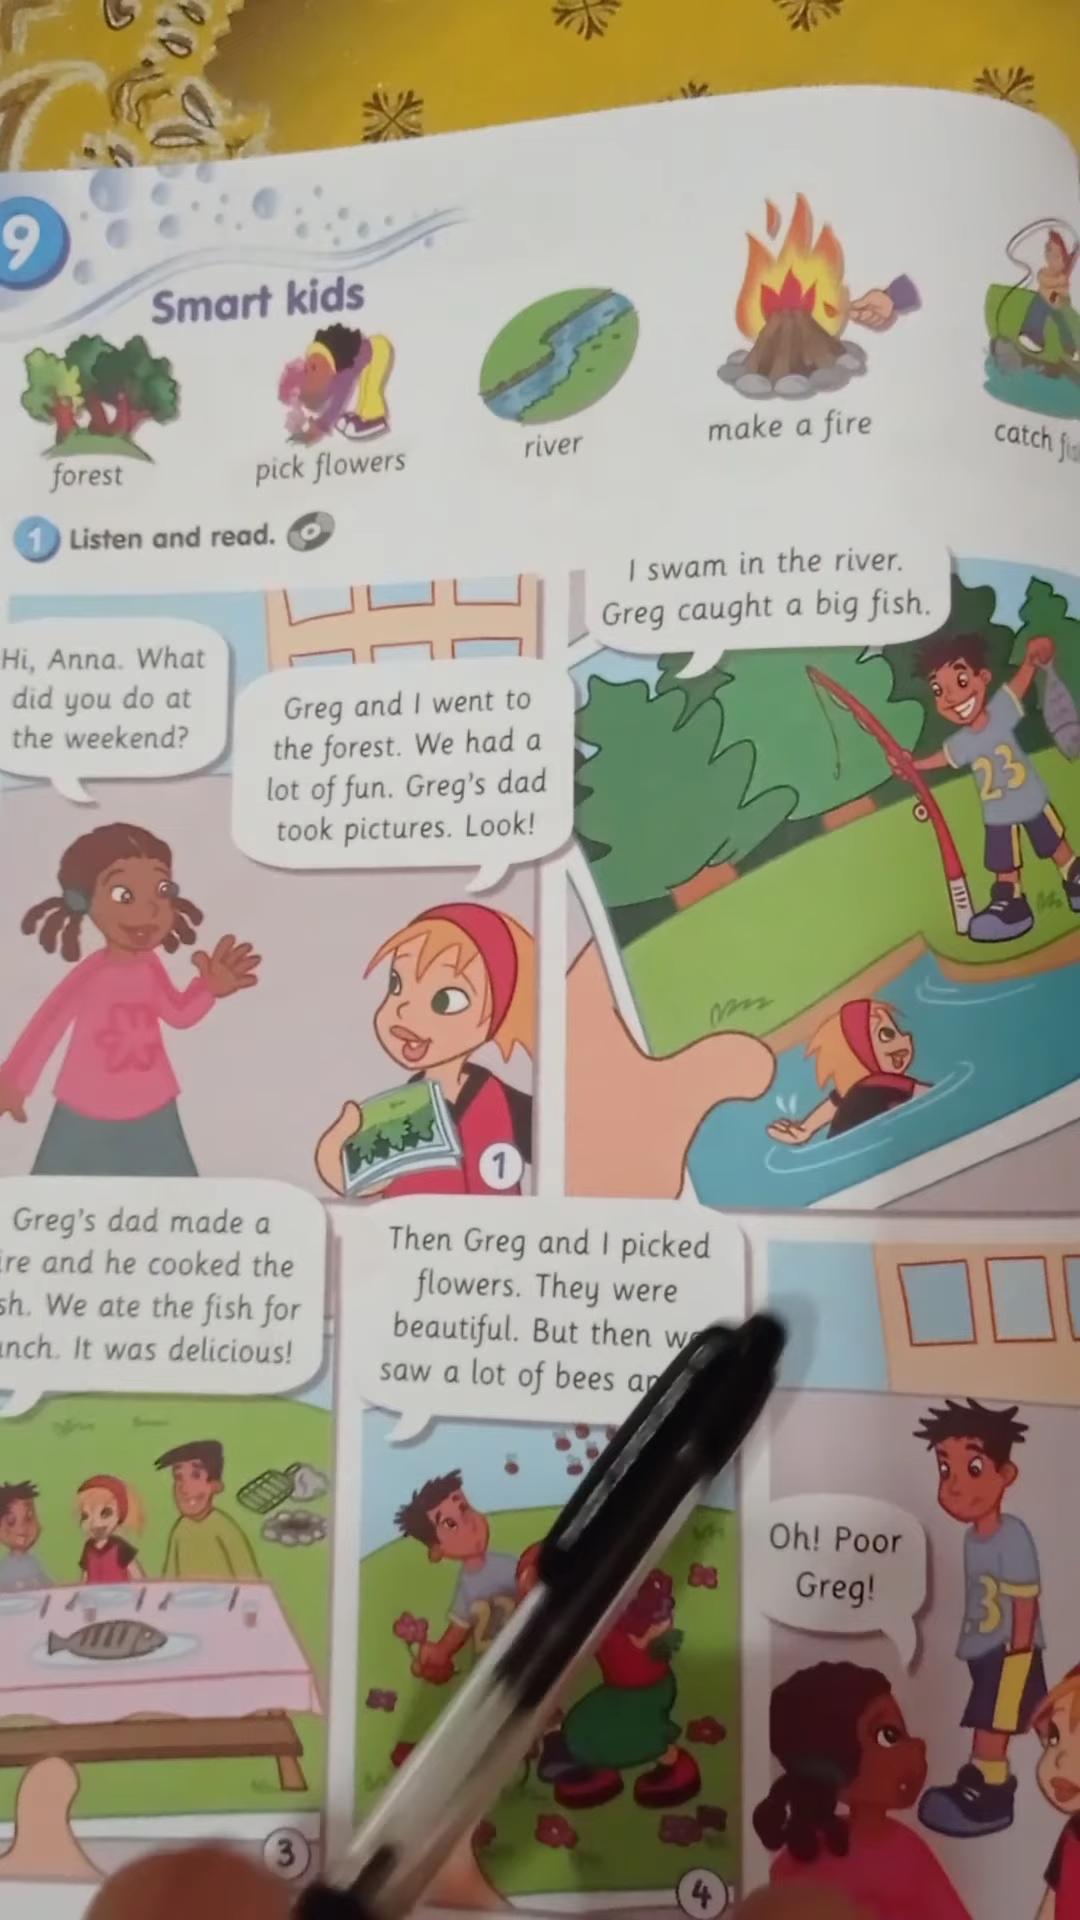 9
Smart kids
forest
pick flowers
river
make a fire
catch
1 Listen and read.
Hi, Anna. What
did you do at
the weekend?
Greg and I went to
the forest. We had a
lot of fun. Greg's dad
took pictures. Look!
1
I swam in the river.
Greg caught a big fish.
23
Greg's dad made a
and he cooked the
We ate the fish for
It was delicious!
3
Then Greg and I picked
flowers. They were
beautiful. But then
saw a lot of bees
4
Oh! Poor
Greg!
3